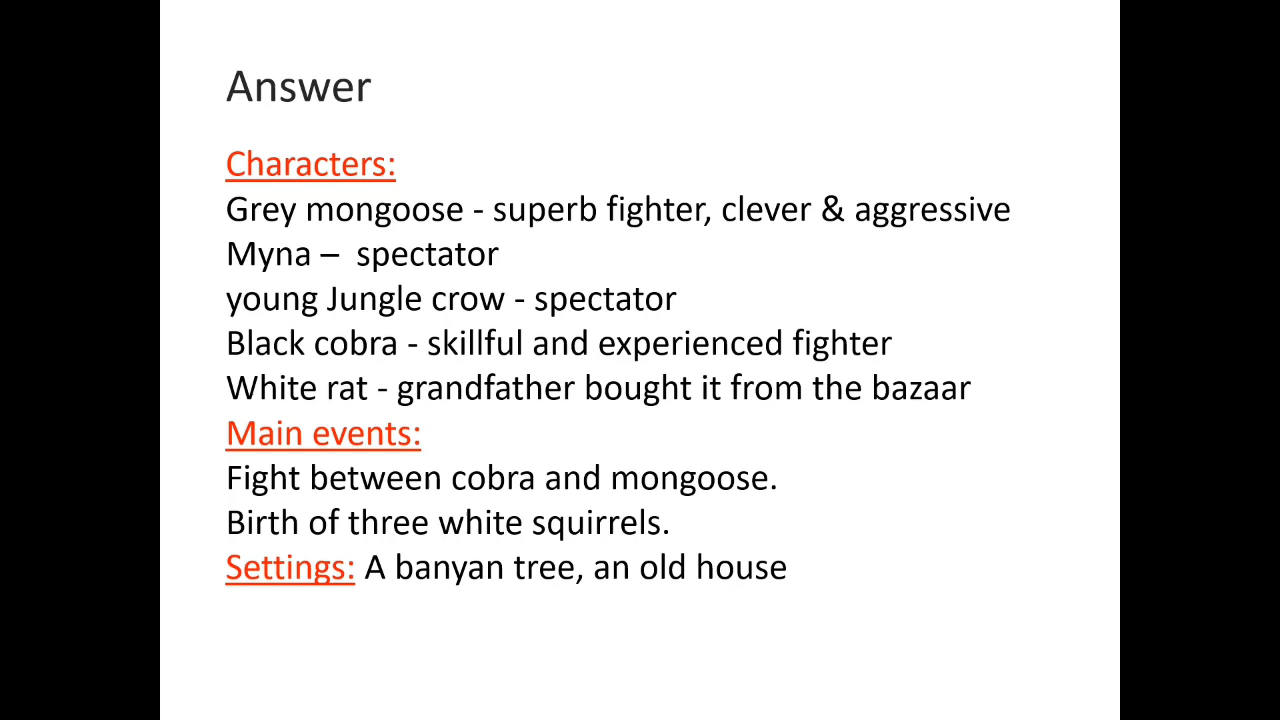 Answer
Characters:
Grey mongoose - superb fighter, clever & aggressive
Myna –  spectator
young Jungle crow - spectator
Black cobra - skillful and experienced fighter
White rat - grandfather bought it from the bazaar
Main events:
Fight between cobra and mongoose.
Birth of three white squirrels.
Settings: A banyan tree, an old house